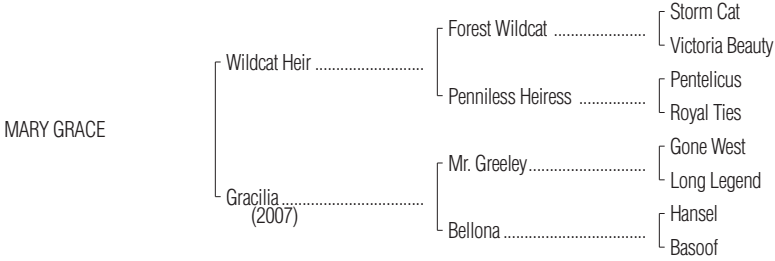 Storm Cat
Forest Wildcat ......................
Victoria Beauty
Wildcat Heir ..........................
Pentelicus
Penniless Heiress ................
Royal Ties
MARY GRACE
Gone West
Mr. Greeley............................
Long Legend
Gracilia ..................................
(2007)
Hansel
Bellona ..................................
Basoof